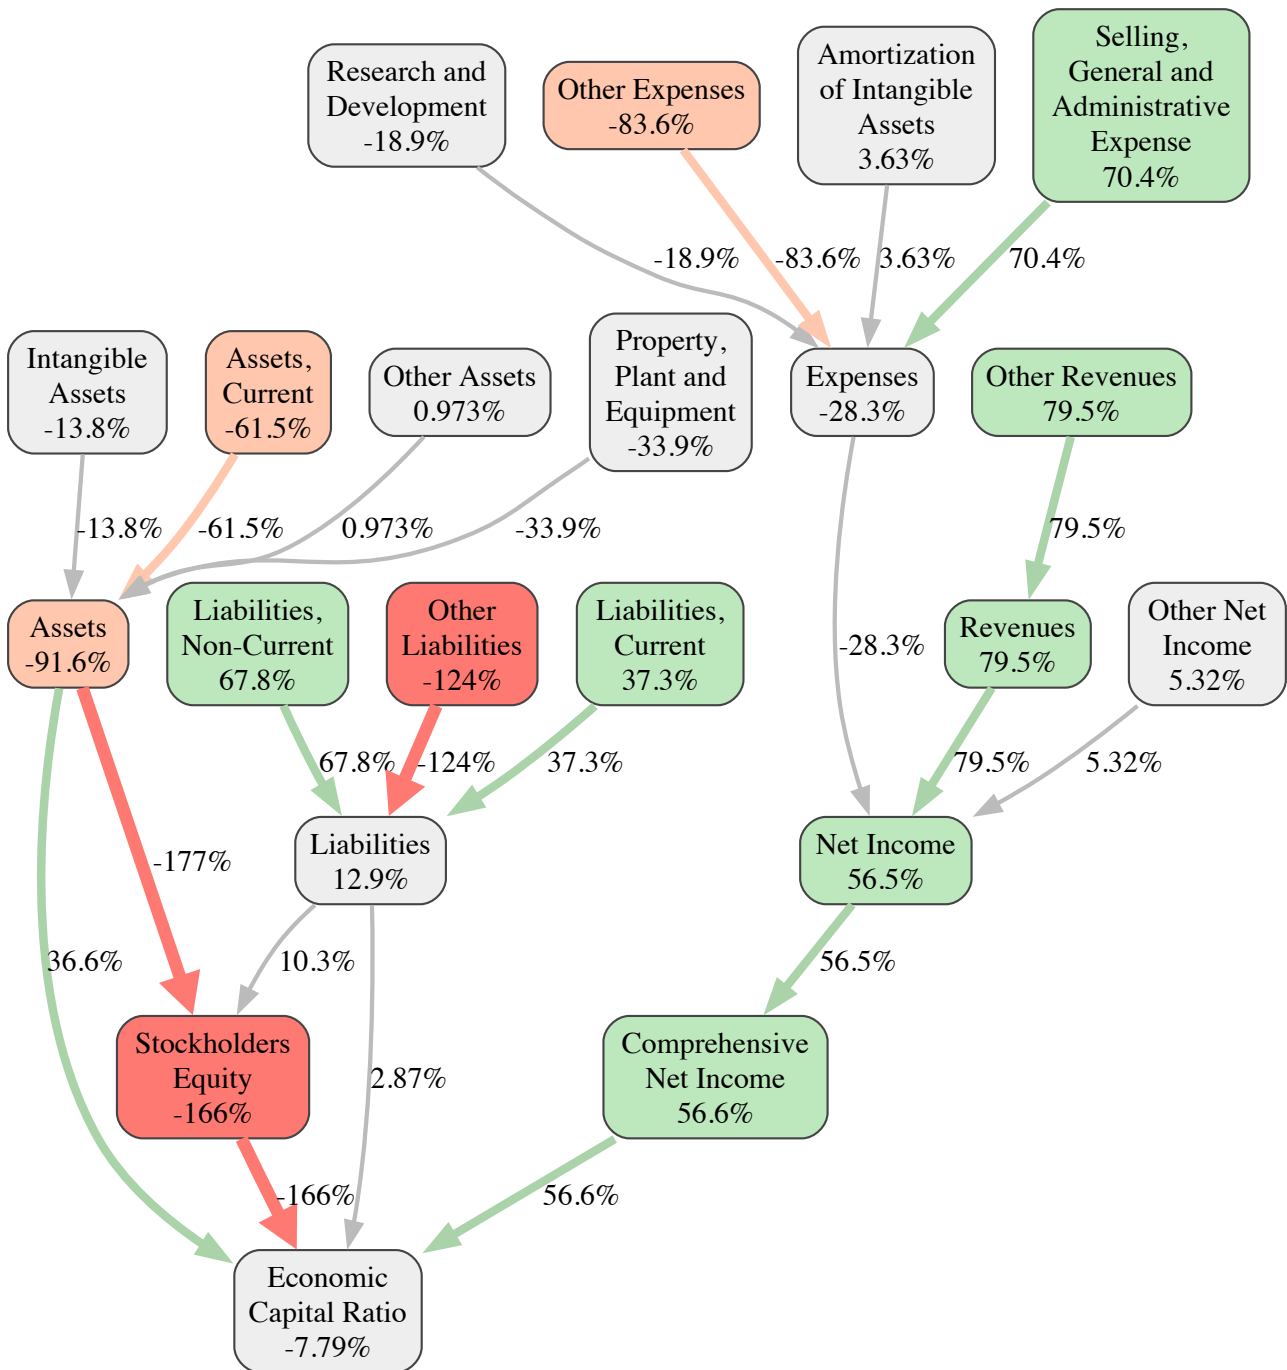 Research and
Development
-18.9%
Other Expenses
-83.6%
Amortization
of Intangible
Assets
3.63%
Selling,
General and
Administrative
Expense
70.4%
-18.9%
-83.6%
3.63%
70.4%
Intangible
Assets
-13.8%
Assets,
Current
-61.5%
Other Assets
0.973%
Property,
Plant and
Equipment
-33.9%
Expenses
-28.3%
Other Revenues
79.5%
-13.8%
-61.5%
0.973%
-33.9%
79.5%
Assets
-91.6%
Liabilities,
Non-Current
67.8%
Other
Liabilities
-124%
Liabilities,
Current
37.3%
-28.3%
Revenues
79.5%
Other Net
Income
5.32%
67.8%
-124%
37.3%
79.5%
5.32%
-177%
Liabilities
12.9%
Net Income
56.5%
36.6%
10.3%
56.5%
Stockholders
Equity
-166%
2.87%
Comprehensive
Net Income
56.6%
-166%
56.6%
Economic
Capital Ratio
-7.79%